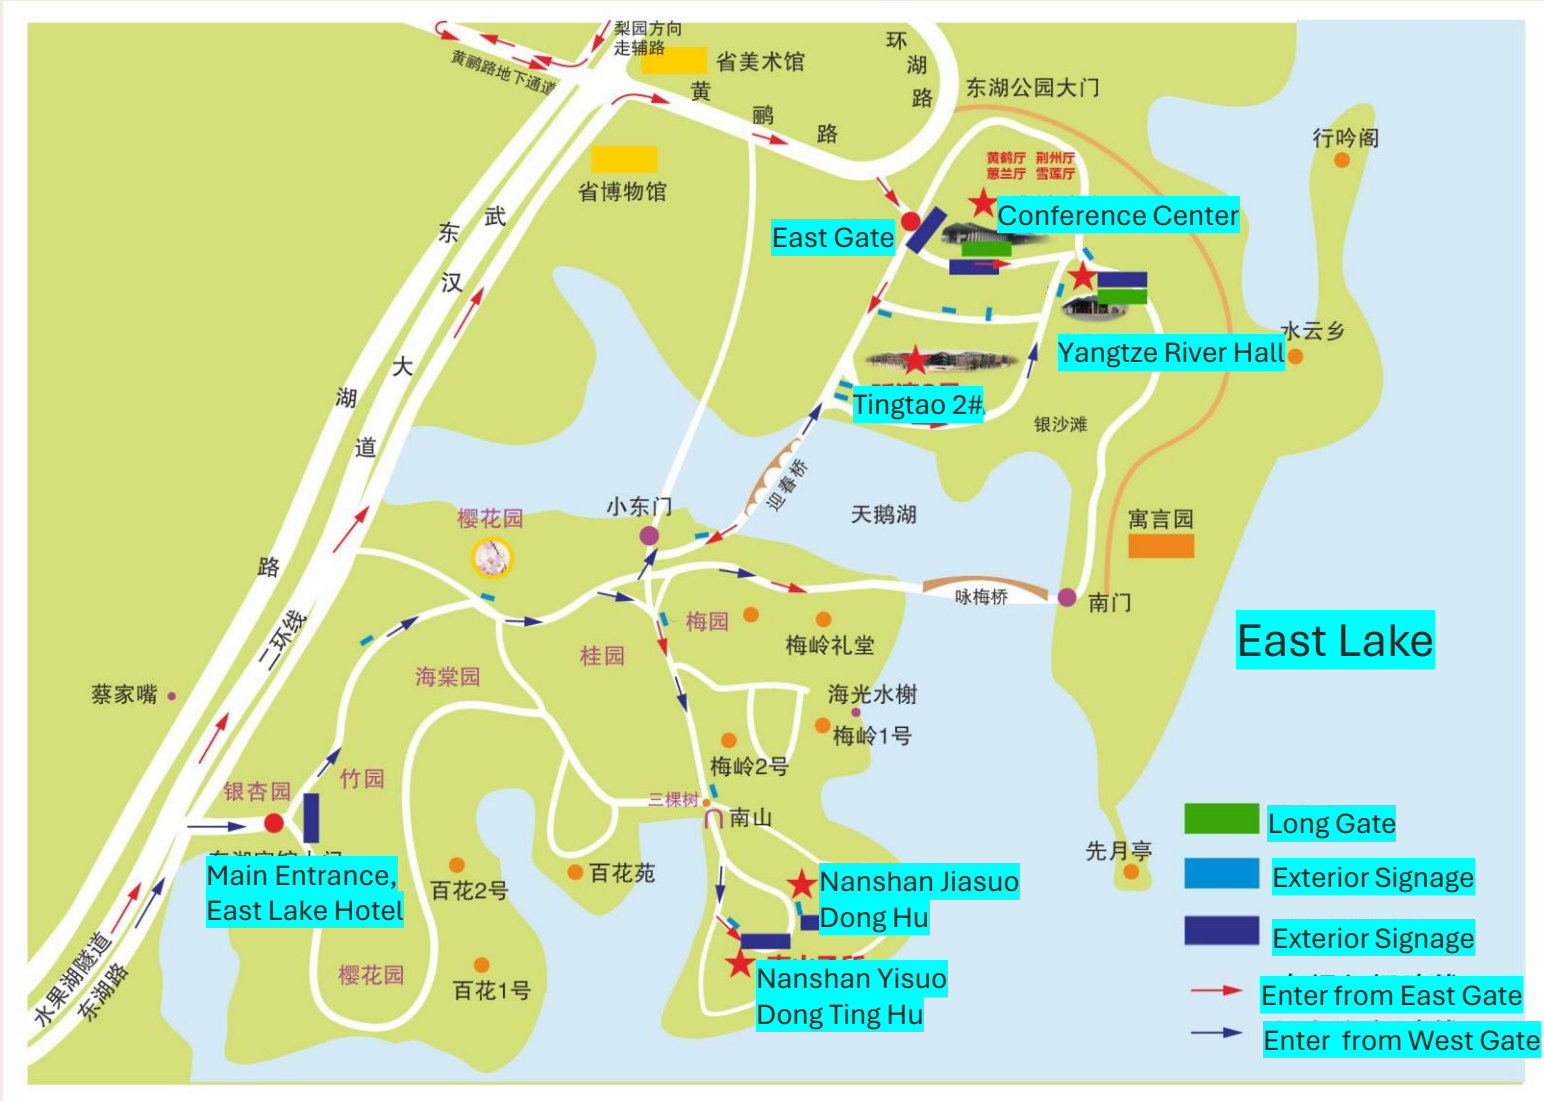 梨园方向
走辅路
黄鹂路地下通道
省美术馆
黄鹂路
环湖路
东湖公园大门
行吟阁
省博物馆
黄鹤厅 荆州厅
蕙兰厅 雪莲厅
Conference Center
East Gate
东湖路
武汉大道
水云乡
Yangtze River Hall
Tingtao 2#
银沙滩
迎春桥
天鹅湖
小东门
樱花园
寓言园
二环线
咏梅桥
南门
梅园
梅岭礼堂
桂园
East Lake
海棠园
蔡家嘴
海光水榭
梅岭1号
梅岭2号
竹园
银杏园
三棵树
南山
Long Gate
先月亭
Main Entrance,
East Lake Hotel
百花2号
百花苑
Nanshan Jiasuo
Dong Hu
Exterior Signage
Exterior Signage
樱花园
百花1号
Nanshan Yisuo
Dong Ting Hu
水果湖隧道
东湖路
Enter from East Gate
Enter from West Gate